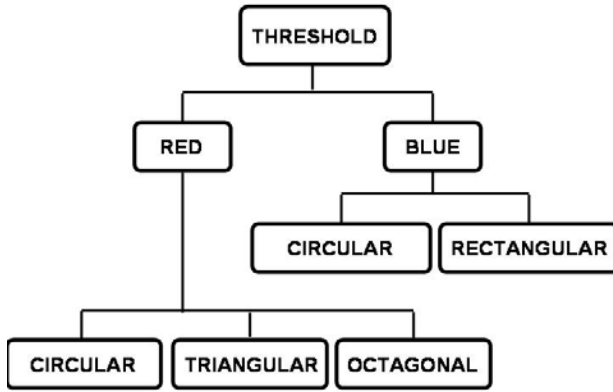 THRESHOLD
RED
BLUE
CIRCULAR
RECTANGULAR
CIRCULAR
TRIANGULAR
OCTAGONAL